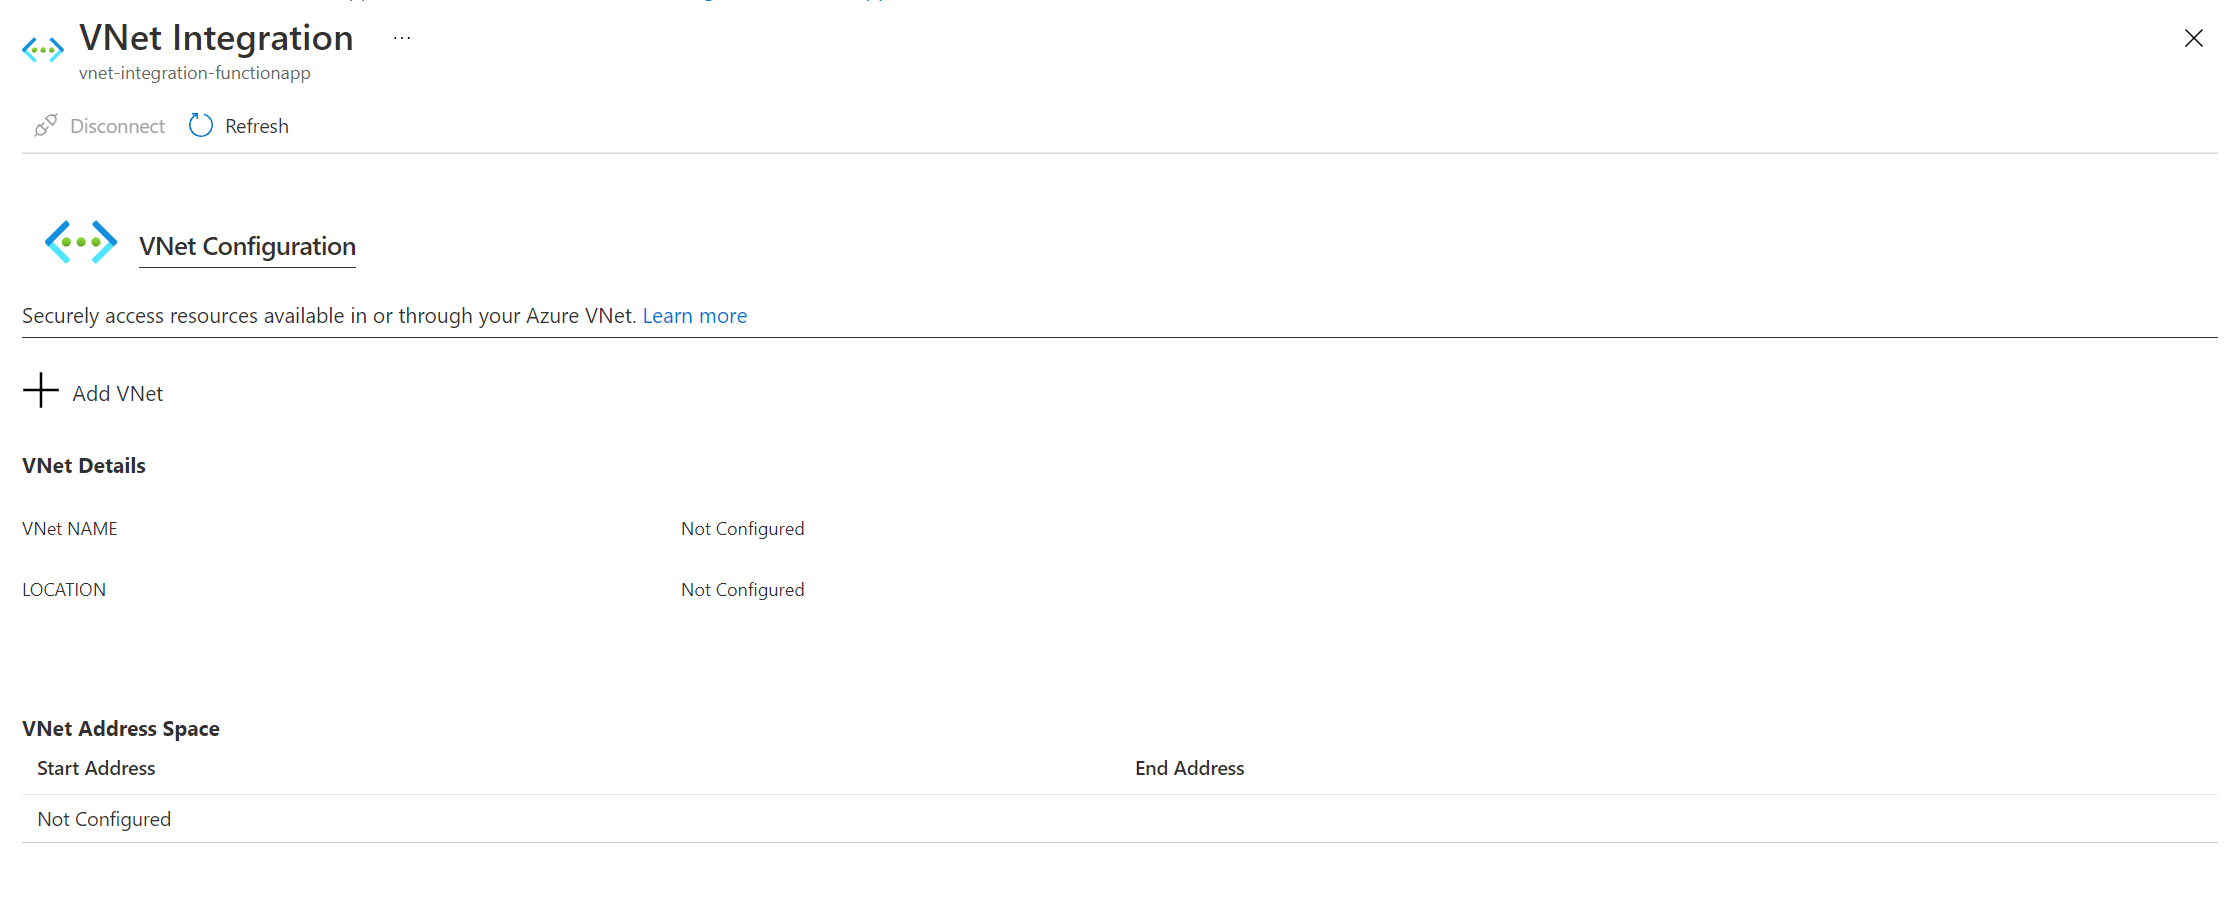 VNet Integration ...
vnet-integration-functionapp
Disconnect Refresh
VNet Configuration
Securely access resources available in or through your Azure VNet. Learn more
Add VNet
VNet Details
VNet NAME Not Configured
LOCATION Not Configured
VNet Address Space
Start Address End Address
Not Configured